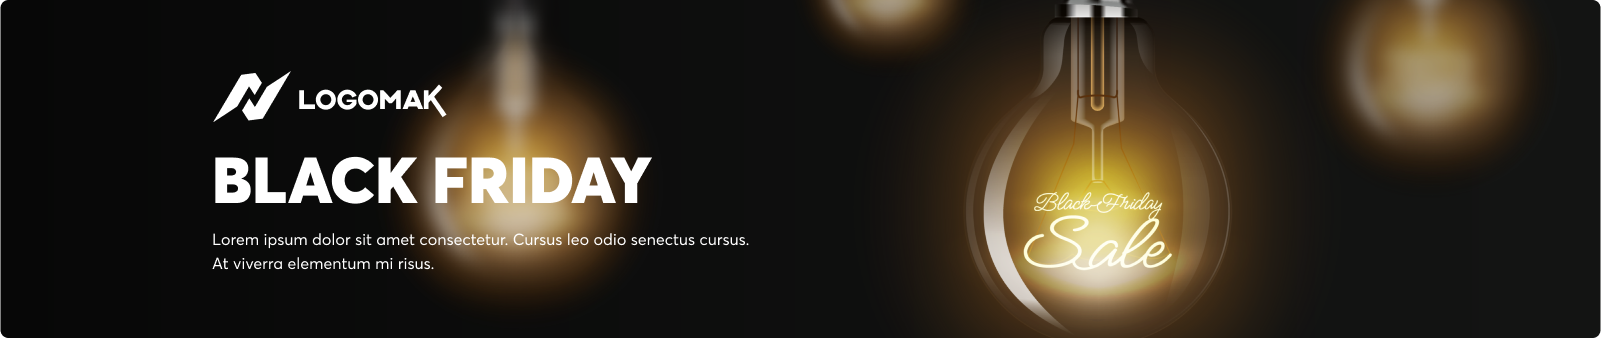 LOGOMAK
BLACK FRIDAY
Lorem ipsum dolor sit amet consectetur. Cursus leo odio senectus cursus.
At viverra elementum mi risus.
Black Friday
Sale